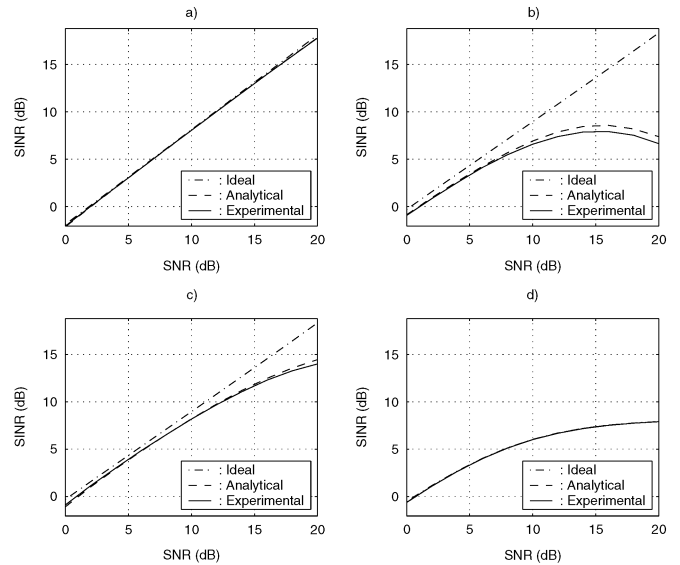 a)
SINR (dB)
15
10
5
0
: Ideal
: Analytical
: Experimental
0 5 10 15 20
SNR (dB)
b)
SINR (dB)
15
10
5
0
: Ideal
: Analytical
: Experimental
0 5 10 15 20
SNR (dB)
c)
SINR (dB)
15
10
5
0
: Ideal
: Analytical
: Experimental
0 5 10 15 20
SNR (dB)
d)
SINR (dB)
15
10
5
0
: Ideal
: Analytical
: Experimental
0 5 10 15 20
SNR (dB)